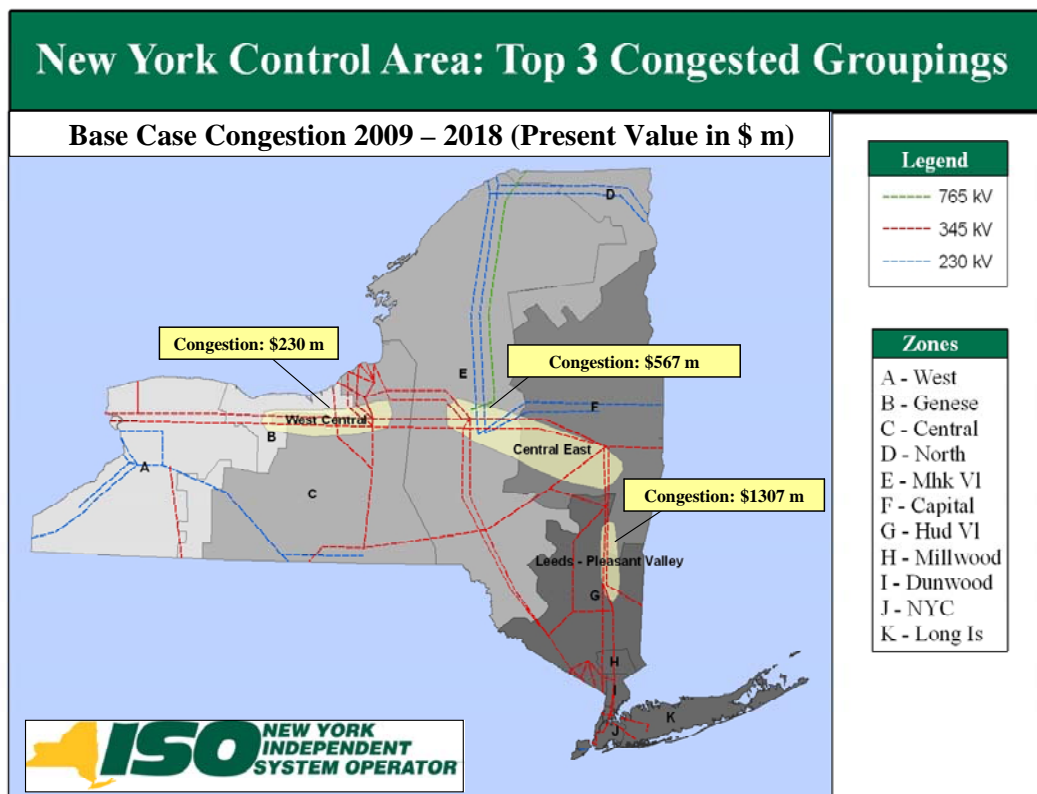 New York Control Area: Top 3 Congested Groupings
Base Case Congestion 2009 – 2018 (Present Value in $ m)
Legend
765 kV
345 kV
230 kV
D
Congestion: $230 m
Congestion: $567 m
E
West Central
F
B
Central East
A
C
Congestion: $1307 m
Leeds - Pleasant Valley
G
H
I
K
J
Zones
A - West
B - Genese
C - Central
D - North
E - Mhk Vl
F - Capital
G - Hud Vl
H - Millwood
I - Dunwood
J - NYC
K - Long Is
ISO NEW YORK
INDEPENDENT
SYSTEM OPERATOR